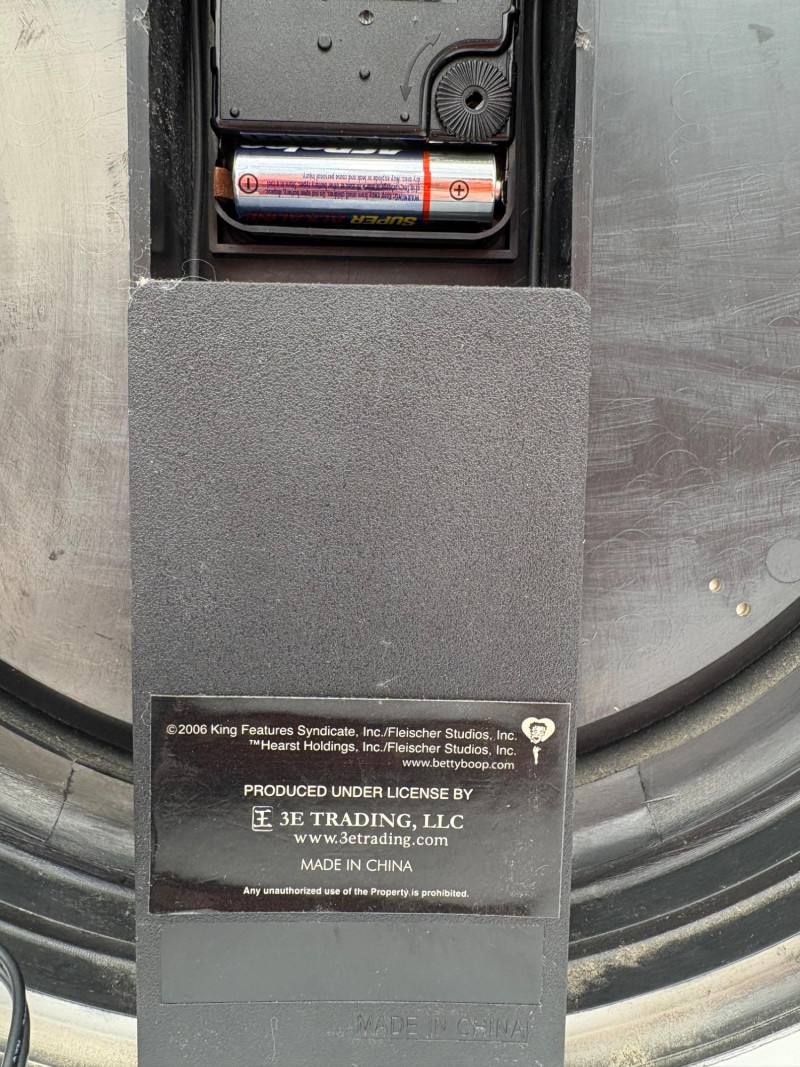 SUPER ALKALINE
©2006 King Features Syndicate, Inc./Fleischer Studios, Inc.
™Hearst Holdings, Inc./Fleischer Studios, Inc.
www.bettyboop.com
PRODUCED UNDER LICENSE BY
3E TRADING, LLC
www.3etrading.com
MADE IN CHINA
Any unauthorized use of the Property is prohibited.
MADE IN CHINA